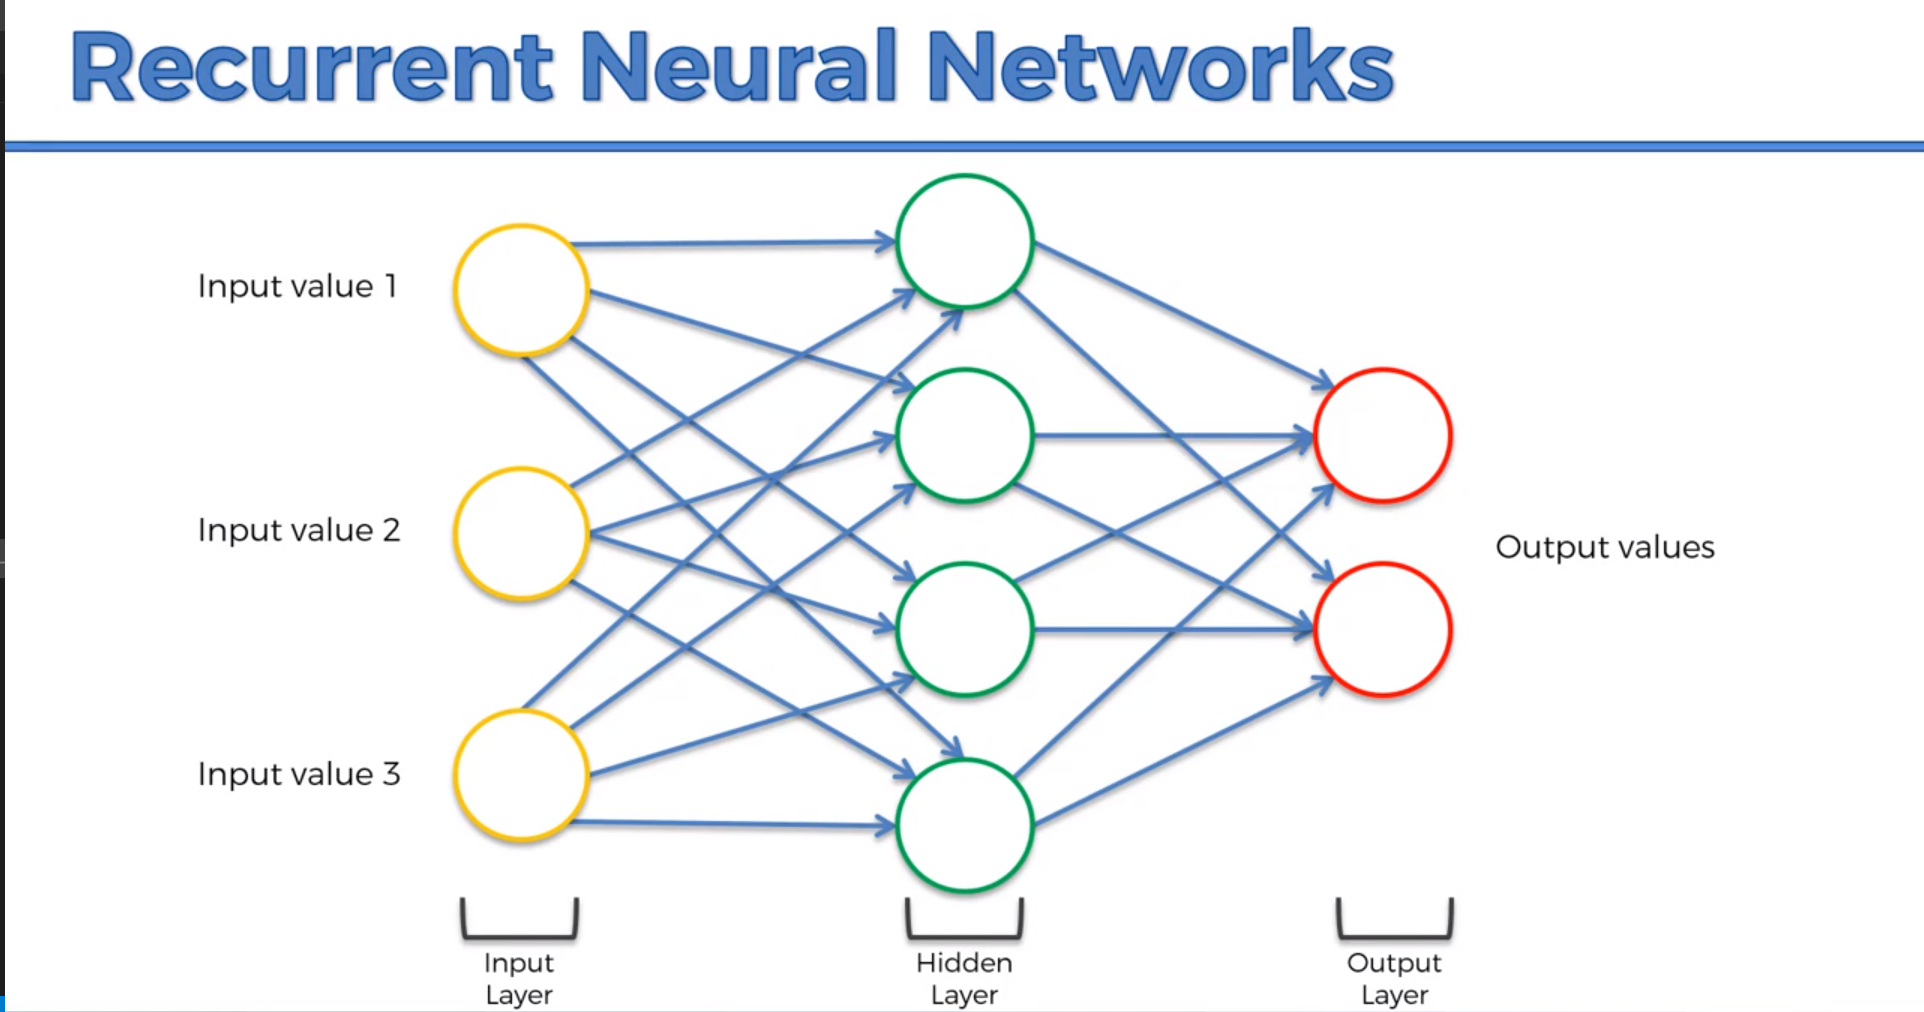 Recurrent Neural Networks
Input value 1
Input value 2
Input value 3
Output values
Input
Layer
Hidden
Layer
Output
Layer